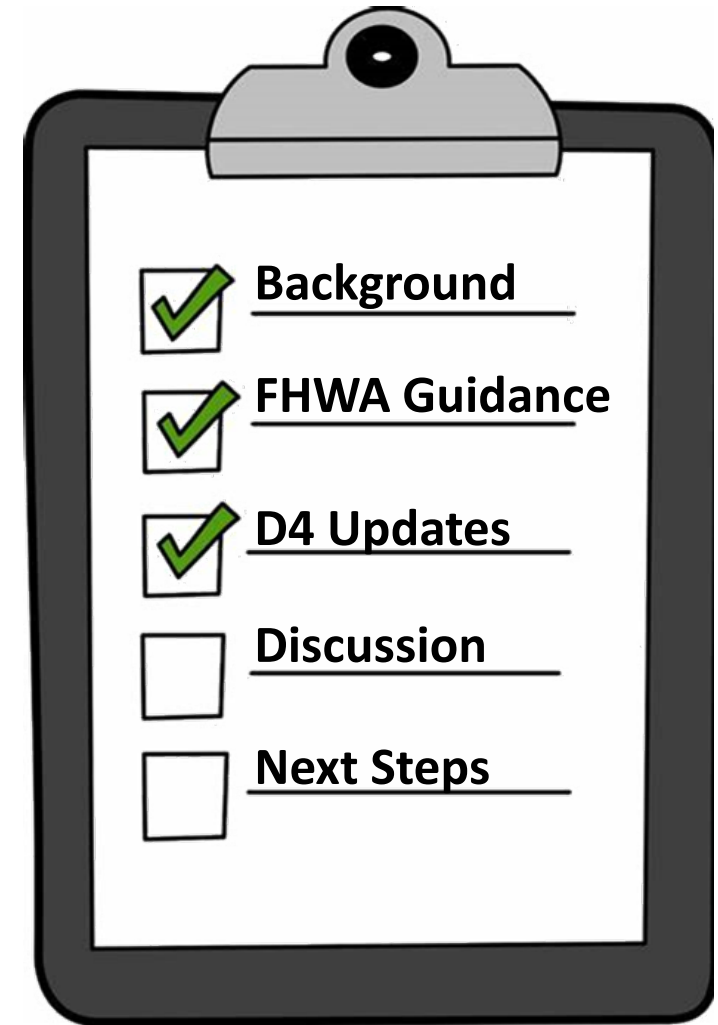 Background
FHWA Guidance
D4 Updates
Discussion
Next Steps